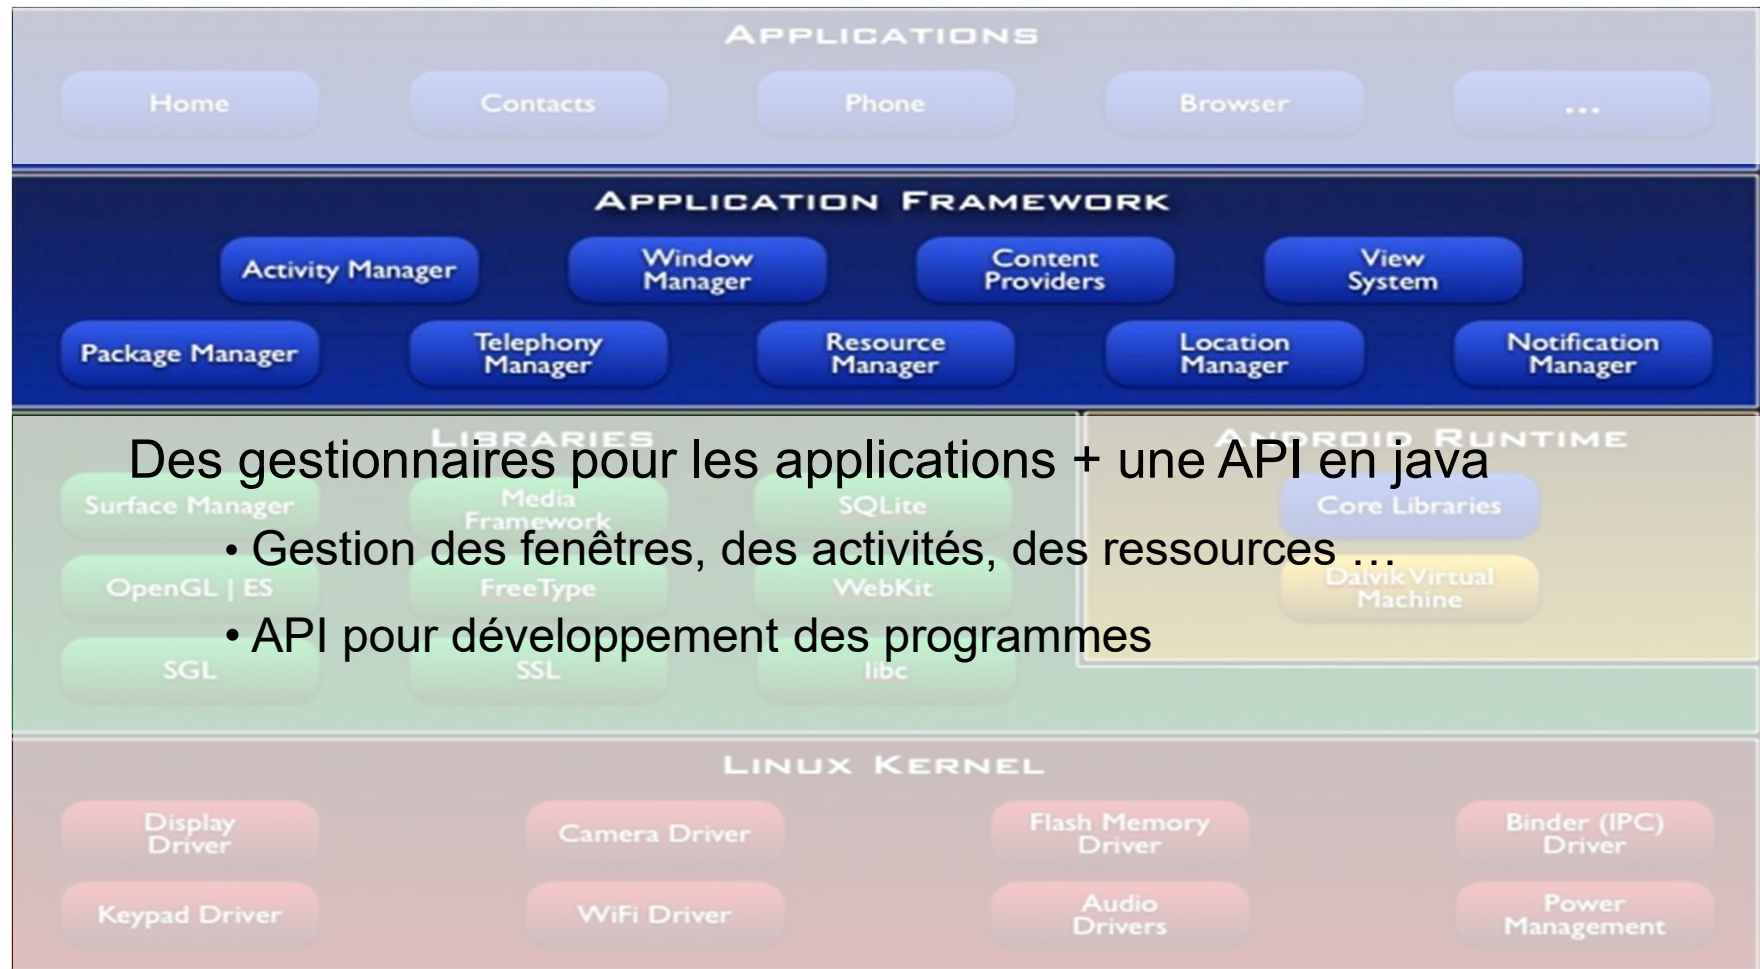 APPLICATIONS
Home
Contacts
Phone
Browser
...
APPLICATION FRAMEWORK
Activity Manager
Window
Manager
Content
Providers
View
System
Package Manager
Telephony
Manager
Resource
Manager
Location
Manager
Notification
Manager
LIBRARIES
ANDROID RUNTIME
Des gestionnaires pour les applications + une API en java
Surface Manager
Media
Framework
SQLite
Core Libraries
• Gestion des fenêtres, des activités, des ressources …
OpenGL | ES
FreeType
WebKit
Dalvik Virtual
Machine
• API pour développement des programmes
SGL
SSL
libc
LINUX KERNEL
Display
Driver
Camera Driver
Flash Memory
Driver
Binder (IPC)
Driver
Keypad Driver
WiFi Driver
Audio
Drivers
Power
Management